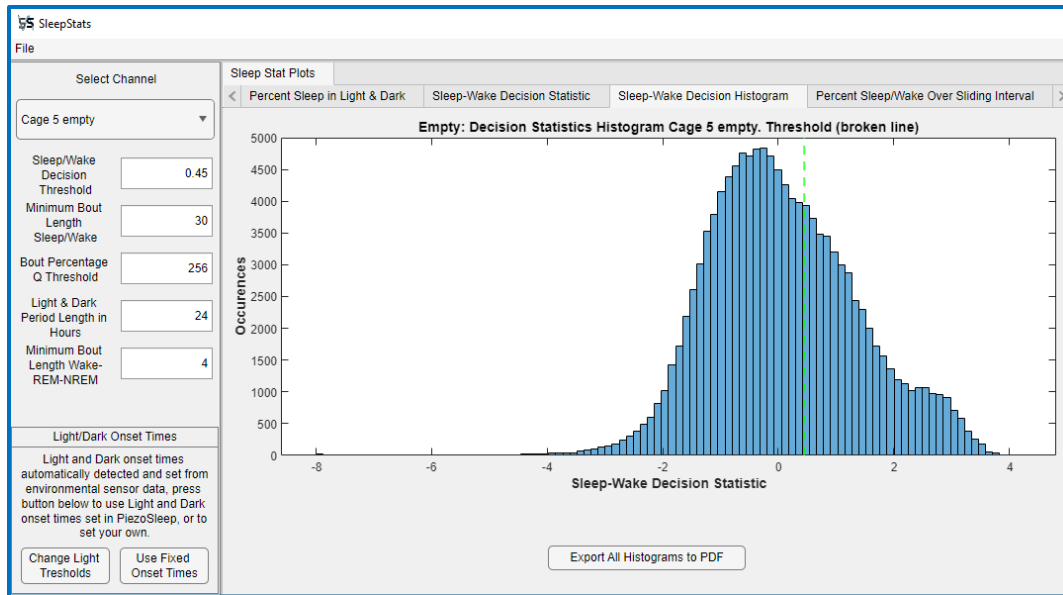 SleepStats
File
Select Channel
Cage 5 empty
Sleep/Wake
Decision
Threshold
0.45
Minimum Bout
Length
Sleep/Wake
30
Bout Percentage
Q Threshold
256
Light & Dark
Period Length in
Hours
24
Minimum Bout
Length Wake-
REM-NREM
4
Light/Dark Onset Times
Light and Dark onset times
automatically detected and set from
environmental sensor data, press
button below to use Light and Dark
onset times set in PiezoSleep, or to
set your own.
Change Light
Tresholds
Use Fixed
Onset Times
Sleep Stat Plots
Percent Sleep in Light & Dark
Sleep-Wake Decision Statistic
Sleep-Wake Decision Histogram
Percent Sleep/Wake Over Sliding Interval
Empty: Decision Statistics Histogram Cage 5 empty. Threshold (broken line)
5000
4500
4000
3500
3000
2500
2000
1500
1000
500
0
Occurences
-8
-6
-4
-2
0
2
4
Sleep-Wake Decision Statistic
Export All Histograms to PDF